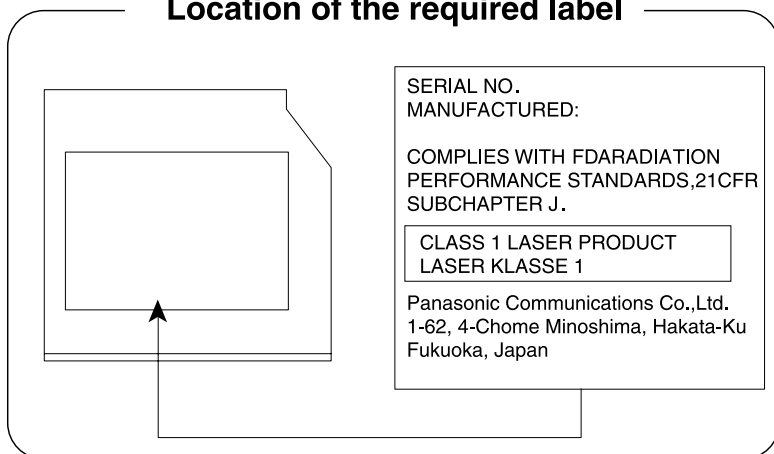 Location of the required label
SERIAL NO.
MANUFACTURED:
COMPLIES WITH FDARADIATION
PERFORMANCE STANDARDS,21CFR
SUBCHAPTER J.
CLASS 1 LASER PRODUCT
LASER KLASSE 1
Panasonic Communications Co.,Ltd.
1-62, 4-Chome Minoshima, Hakata-Ku
Fukuoka, Japan